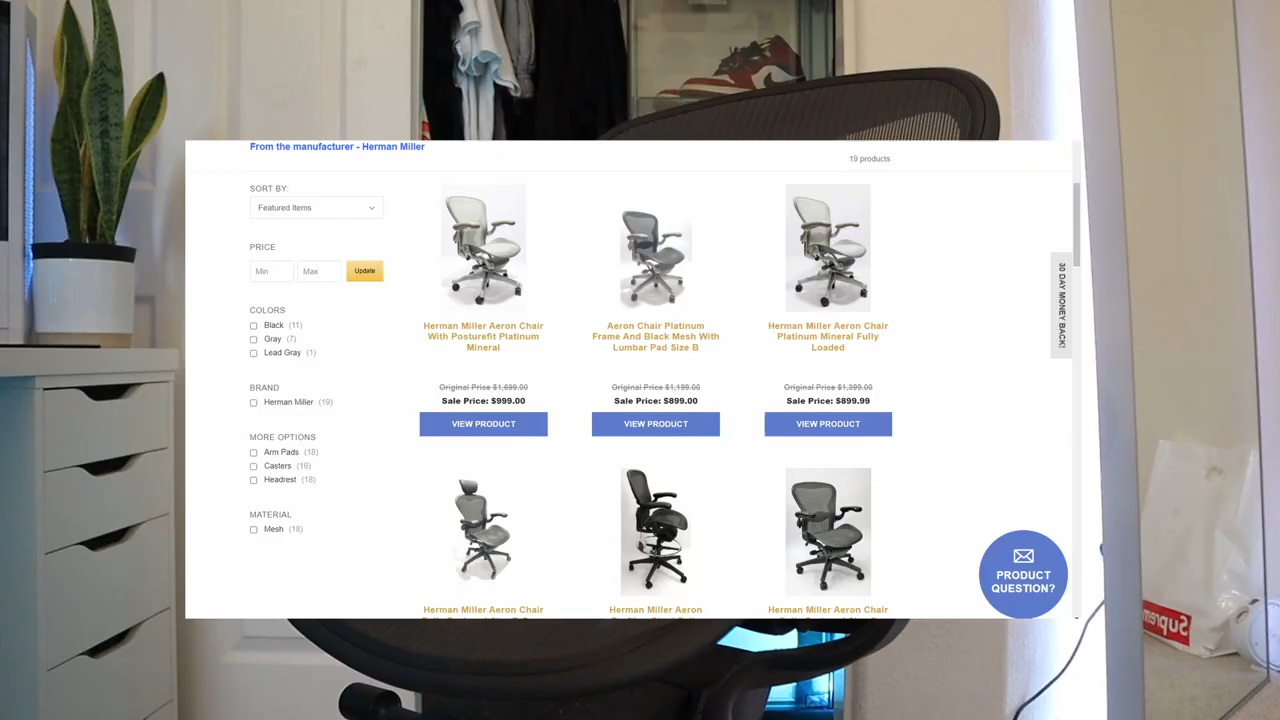 From the manufacturer - Herman Miller
19 products
SORT BY:
Featured Items
PRICE
Min
Max
Update
COLORS
Black (11)
Gray (7)
Lead Gray (1)
BRAND
Herman Miller (19)
MORE OPTIONS
Arm Pads (18)
Casters (16)
Headrest (18)
MATERIAL
Mesh (18)
Herman Miller Aeron Chair
With Posturefit Platinum
Mineral
Original Price $1,699.00
Sale Price: $999.00
VIEW PRODUCT
Aeron Chair Platinum
Frame And Black Mesh With
Lumbar Pad Size B
Original Price $1,199.00
Sale Price: $899.00
VIEW PRODUCT
Herman Miller Aeron Chair
Platinum Mineral Fully
Loaded
Original Price $1,399.00
Sale Price: $899.99
VIEW PRODUCT
Herman Miller Aeron Chair
Herman Miller Aeron
Herman Miller Aeron Chair
30 DAY MONEY BACK!
PRODUCT
QUESTION?
Suprem